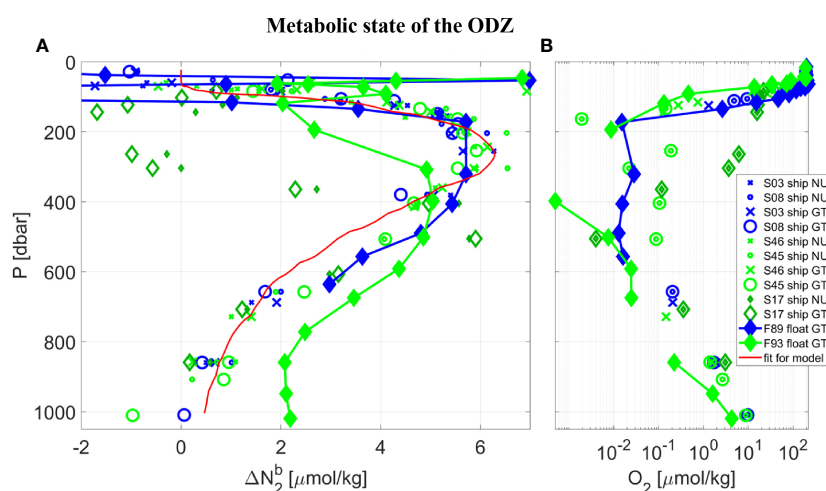 Metabolic state of the ODZ
A
B
0
200
400
600
800
1000
P [dbar]
-2
0
2
4
6
ΔN₂ᵇ [μmol/kg]
10⁻²
10⁻¹
10⁰
10¹
10²
O₂ [μmol/kg]
S03 ship NU
S08 ship NU
S03 ship GT
S08 ship GT
S46 ship NU
S45 ship NU
S46 ship GT
S45 ship GT
S17 ship NU
S17 ship GT
F89 float GT
F93 float GT
fit for model